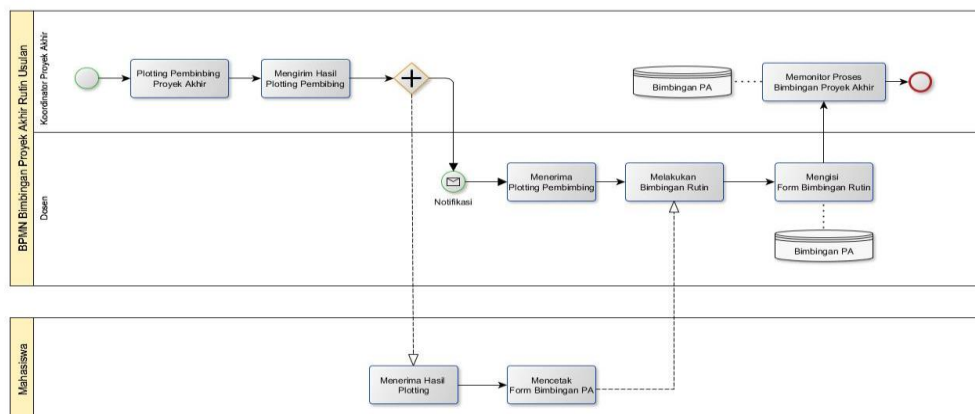 BPMN Bimbingan Proyek Akhir Rutin Usulan
Koordinator Proyek Akhir
Plotting Pembinbing
Proyek Akhir
Mengirim Hasil
Plotting Pembibing
Bimbingan PA
Memonitor Proses
Bimbingan Proyek Akhir
Dosen
Notifikasi
Menerima
Plotting Pembimbing
Melakukan
Bimbingan Rutin
Mengisi
Form Bimbingan Rutin
Bimbingan PA
Mahasiswa
Menerima Hasil
Plotting
Mencetak
Form Bimbingan PA